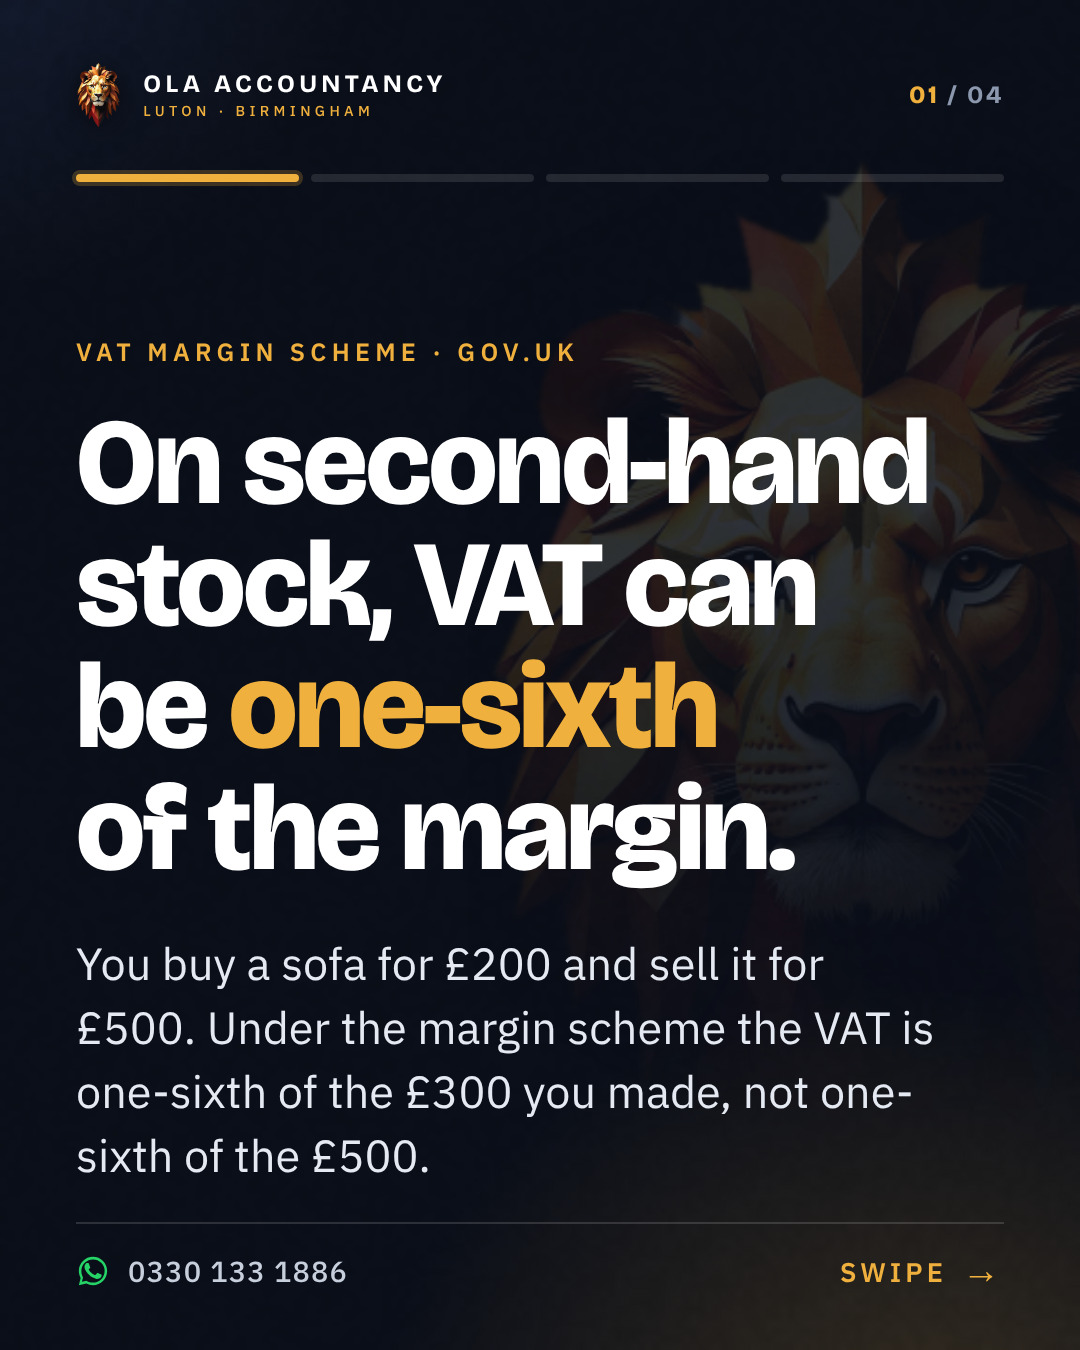 OLA ACCOUNTANCY
LUTON · BIRMINGHAM
01 / 04
VAT MARGIN SCHEME · GOV.UK
On second-hand
stock, VAT can
be one-sixth
of the margin.
You buy a sofa for £200 and sell it for
£500. Under the margin scheme the VAT is
one-sixth of the £300 you made, not one-
sixth of the £500.
0330 133 1886
SWIPE →